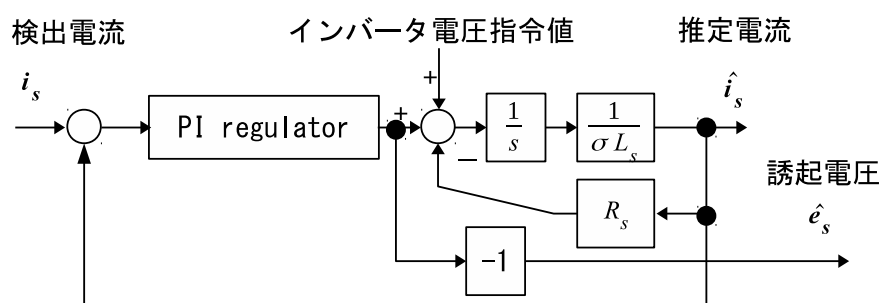 検出電流
インバータ電圧指令値
推定電流
i_s
+
î_s
PI regulator
+
−
1/s
1/(σ L_s)
R_s
誘起電圧
ê_s
-1